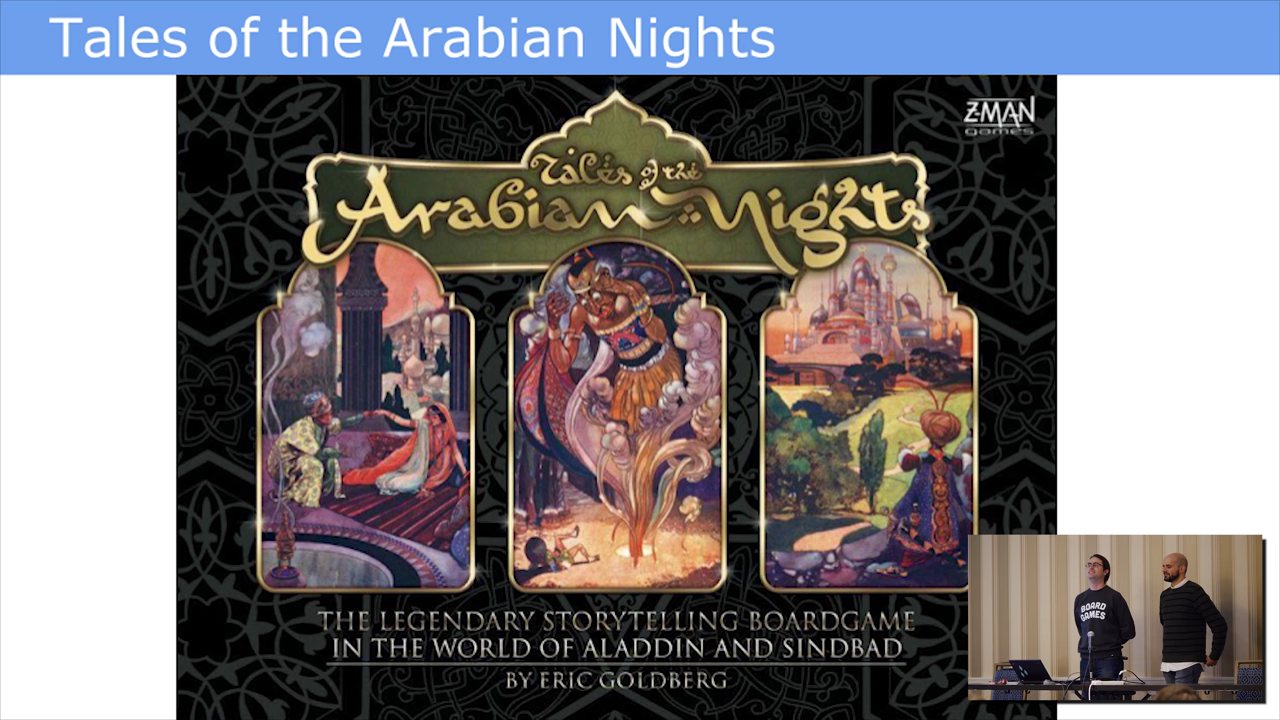 Tales of the Arabian Nights
Z-MAN
games
Tales of the
Arabian Nights
THE LEGENDARY STORYTELLING BOARDGAME
IN THE WORLD OF ALADDIN AND SINDBAD
BY ERIC GOLDBERG
BOARD
GAMES